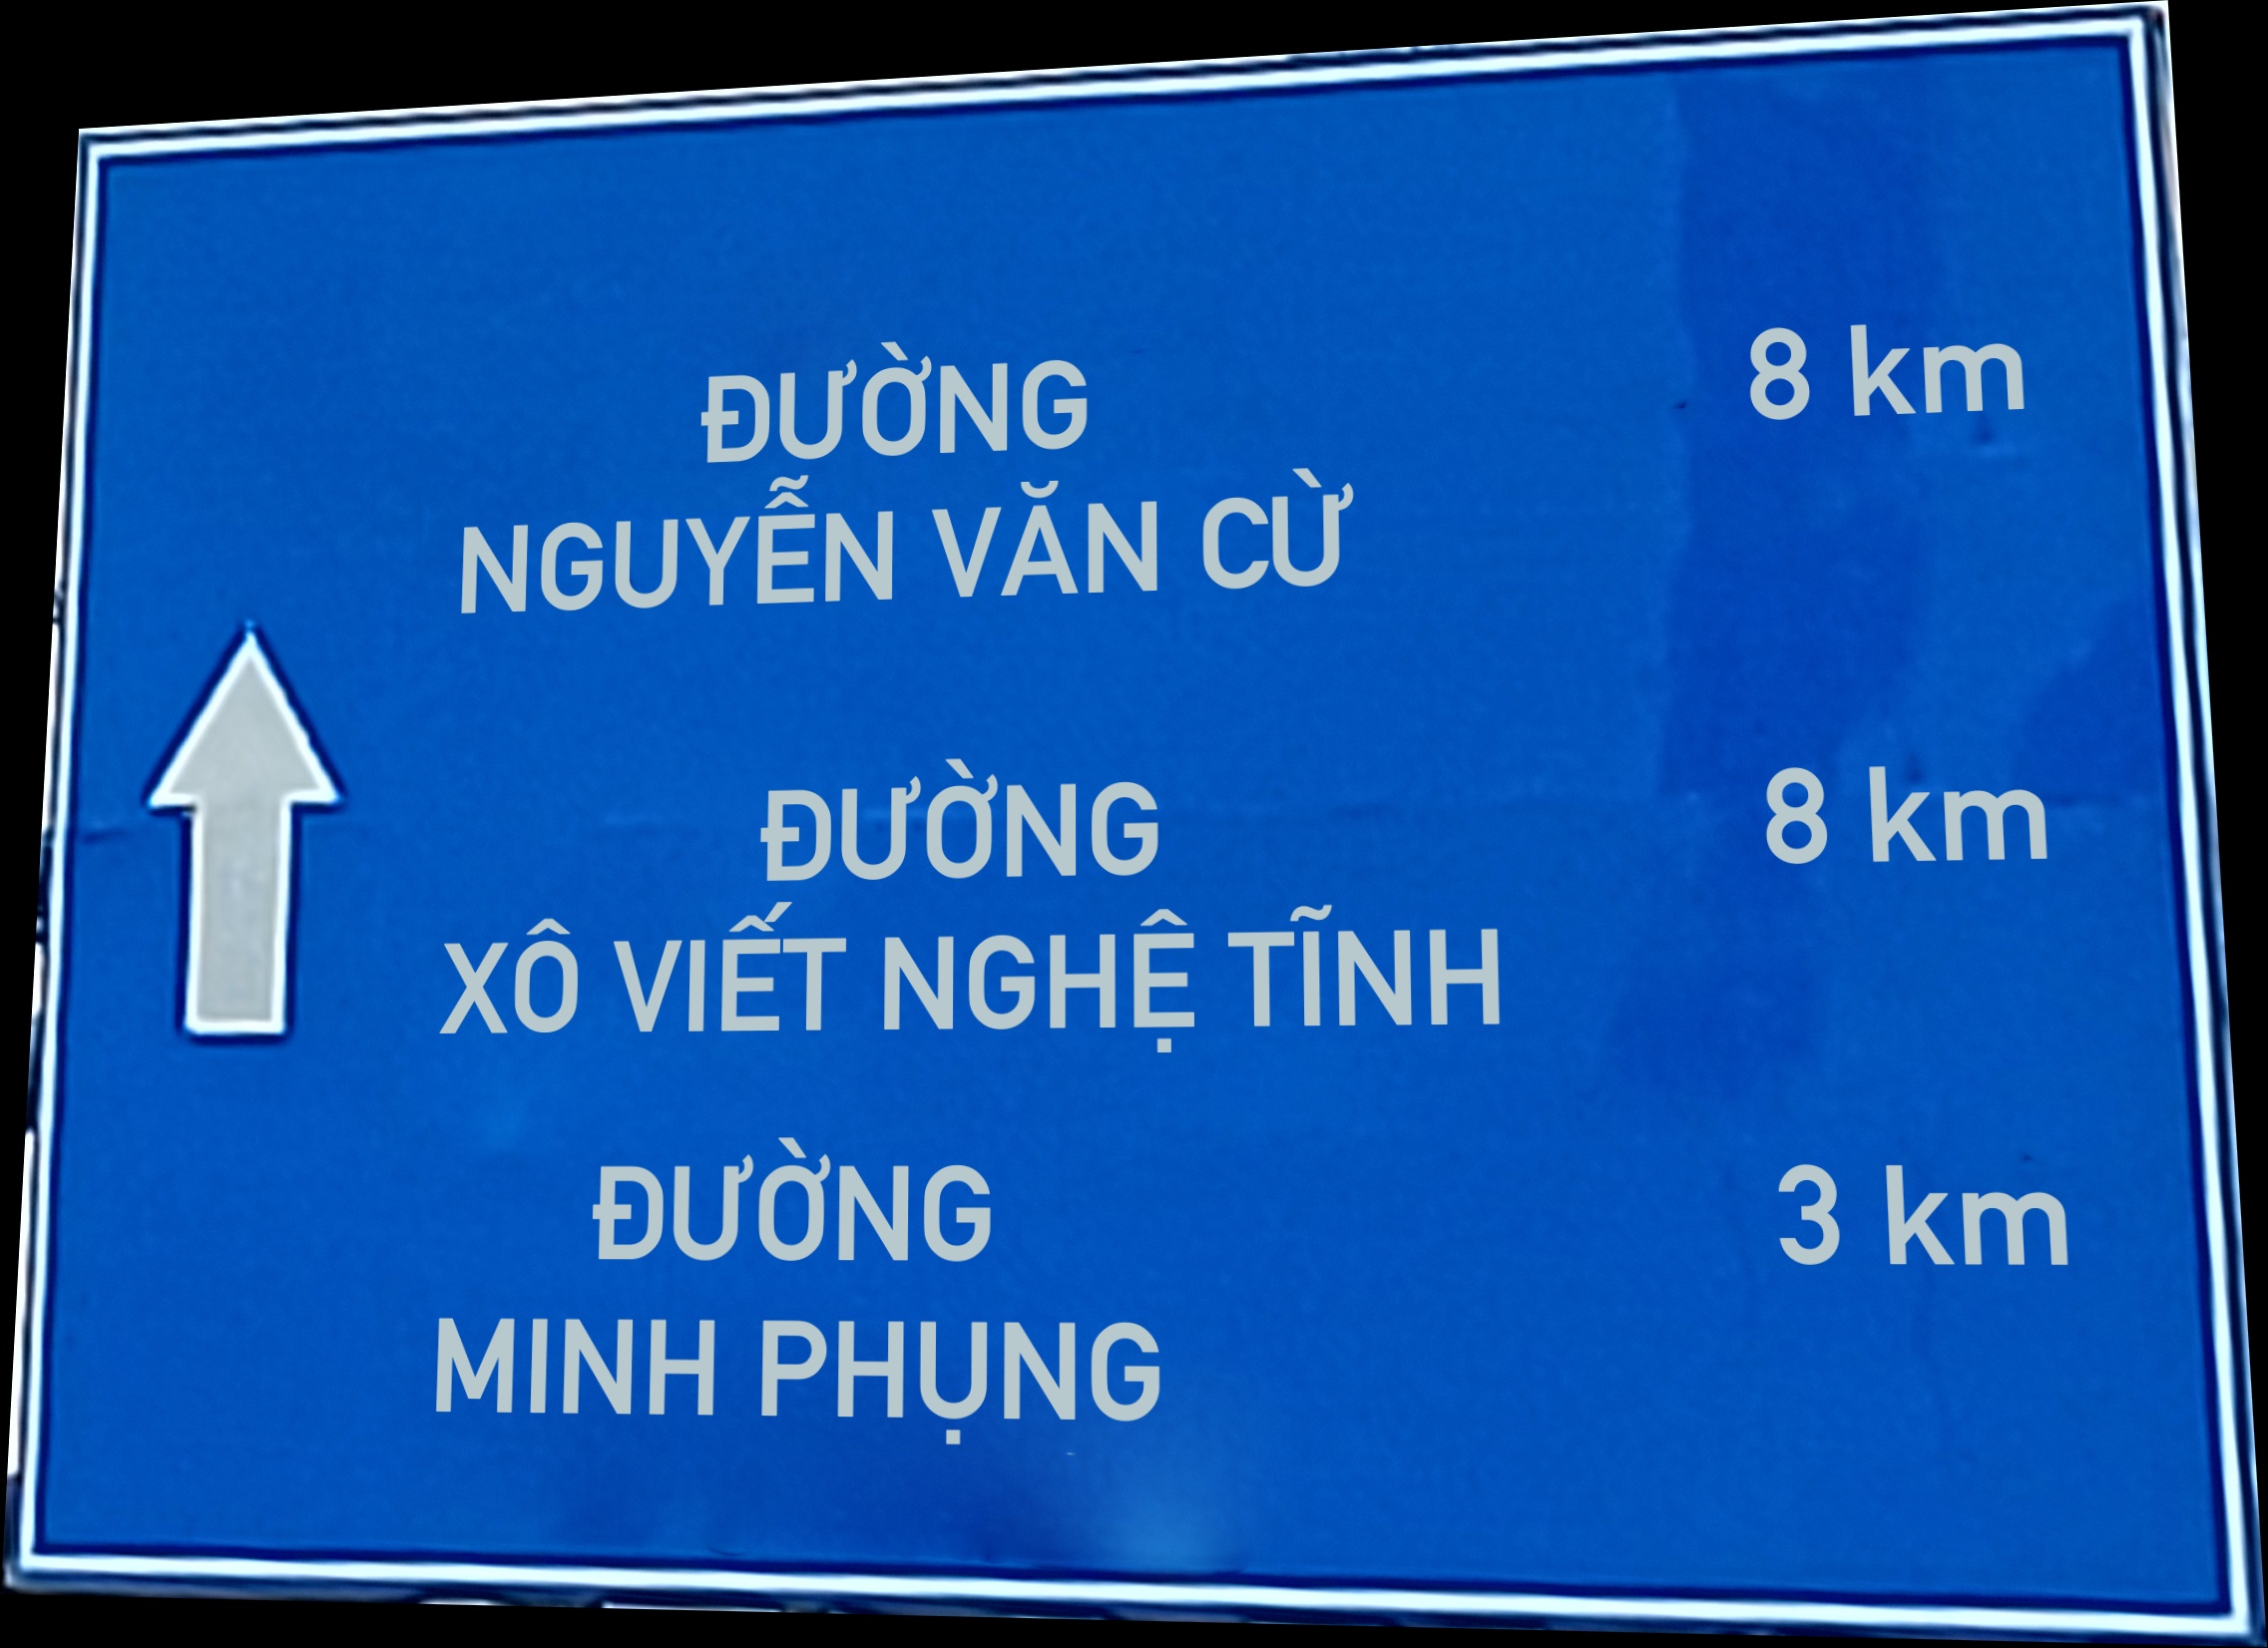 ĐƯỜNG 8 km
NGUYỄN VĂN CỪ
ĐƯỜNG 8 km
XÔ VIẾT NGHỆ TĨNH
ĐƯỜNG 3 km
MINH PHỤNG